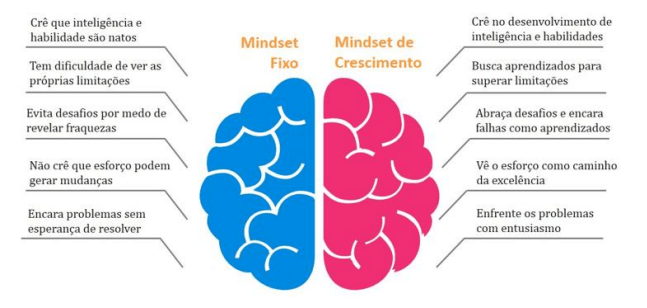 Mindset
Fixo
Crê que inteligência e
habilidade são natos
Tem dificuldade de ver as
próprias limitações
Evita desafios por medo de
revelar fraquezas
Não crê que esforço podem
gerar mudanças
Encara problemas sem
esperança de resolver
Mindset de
Crescimento
Crê no desenvolvimento de
inteligência e habilidades
Busca aprendizados para
superar limitações
Abraça desafios e encara
falhas como aprendizados
Vê o esforço como caminho
da excelência
Enfrente os problemas
com entusiasmo